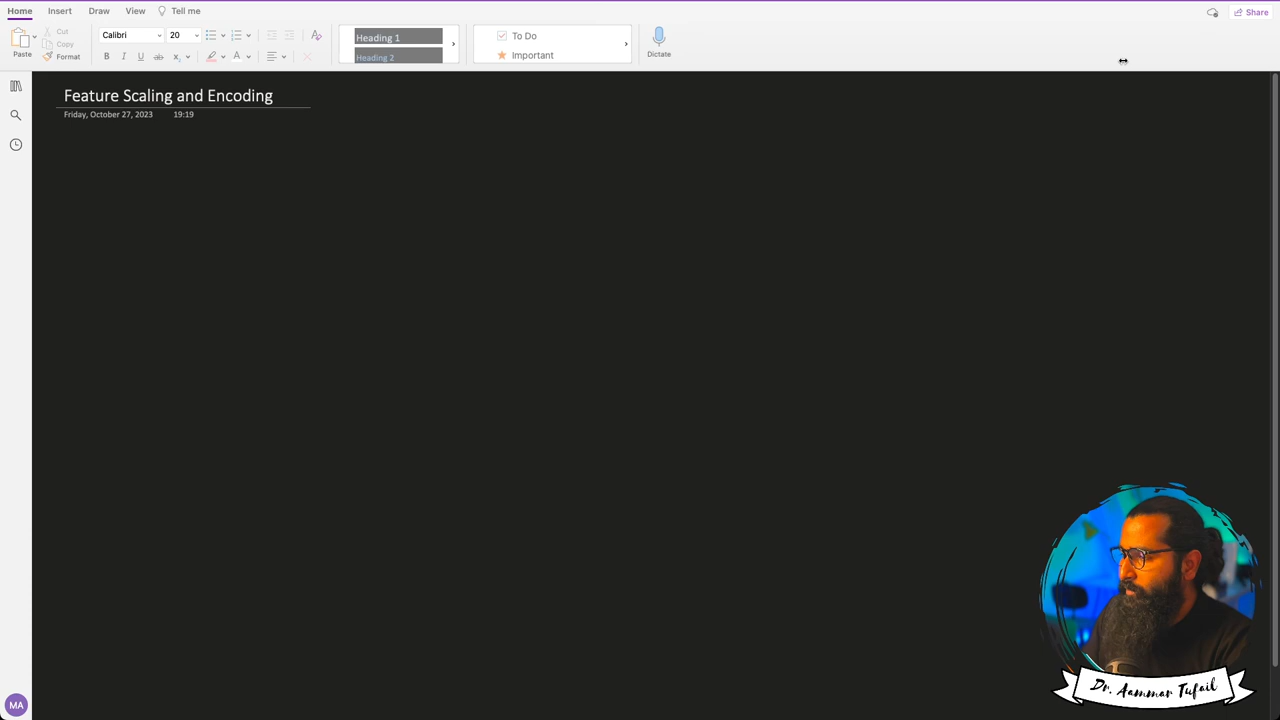 Home Insert Draw View Tell me
Share
Paste
Cut
Copy
Format
Calibri 20
B I U ab x
A
Heading 1
Heading 2
To Do
Important
Dictate
Feature Scaling and Encoding
Friday, October 27, 2023 19:19
MA
Dr. Aammar Tufail